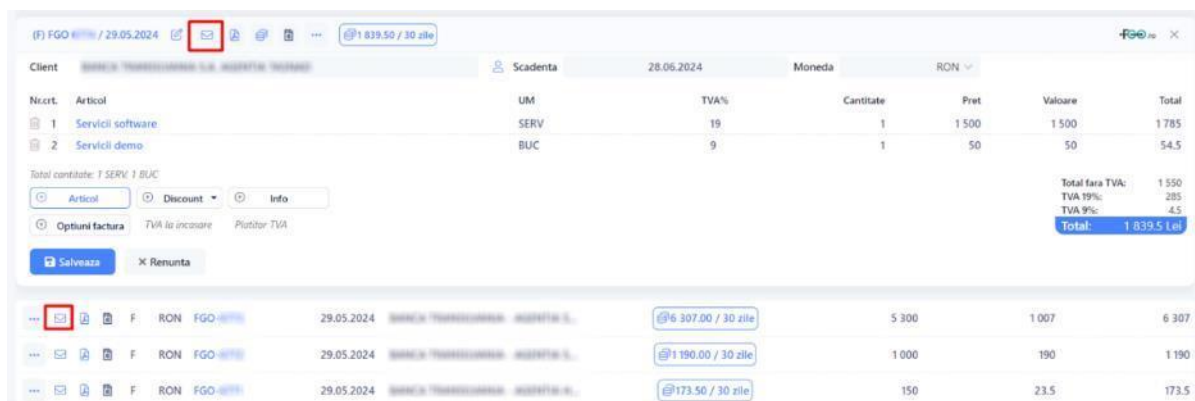 (F) FGO / 29.05.2024 1 839.50 / 30 zile FGO.ro
Client Scadenta 28.06.2024 Moneda RON
Nr.crt. Articol UM TVA% Cantitate Pret Valoare Total
1 Servicii software SERV 19 1 1 500 1 500 1 785
2 Servicii demo BUC 9 1 50 50 54.5
Total cantitate: 1 SERV, 1 BUC
Total fara TVA: 1 550
Articol Discount Info
TVA 19%: 285
TVA 9%: 4.5
Optiuni factura TVA la incasare Platitor TVA
Total: 1 839.5 Lei
Salveaza Renunta
F RON FGO 29.05.2024 6 307.00 / 30 zile 5 300 1 007 6 307
F RON FGO 29.05.2024 1 190.00 / 30 zile 1 000 190 1 190
F RON FGO 29.05.2024 173.50 / 30 zile 150 23.5 173.5